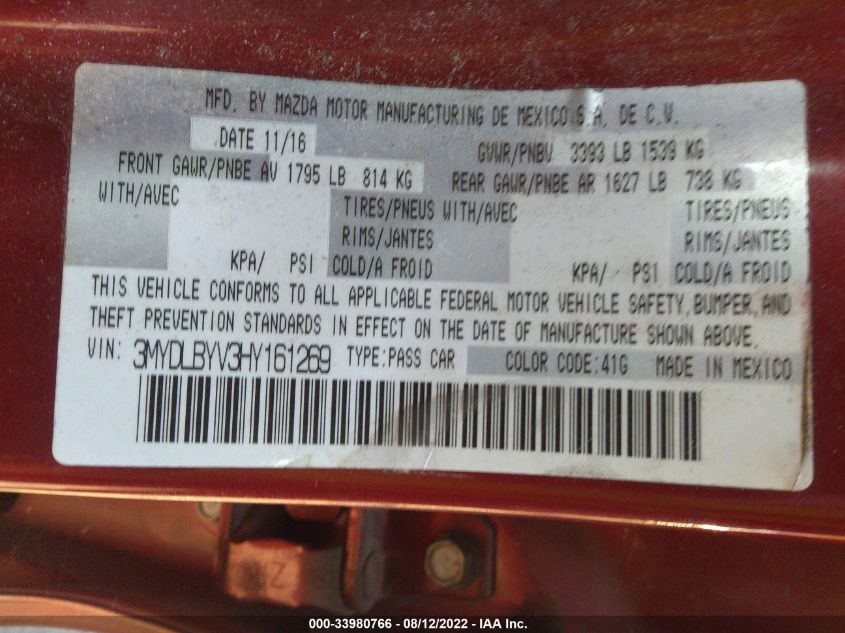 MFD. BY MAZDA MOTOR MANUFACTURING DE MEXICO S.A. DE C.V.
DATE 11/16 GVWR/PNBV 3393 LB 1539 KG
FRONT GAWR/PNBE AV 1795 LB 814 KG REAR GAWR/PNBE AR 1627 LB 738 KG
WITH/AVEC TIRES/PNEUS WITH/AVEC TIRES/PNEUS
RIMS/JANTES RIMS/JANTES
KPA/ PSI COLD/A FROID KPA/ PSI COLD/A FROID
THIS VEHICLE CONFORMS TO ALL APPLICABLE FEDERAL MOTOR VEHICLE SAFETY, BUMPER, AND
THEFT PREVENTION STANDARDS IN EFFECT ON THE DATE OF MANUFACTURE SHOWN ABOVE.
VIN: 3MYDLBYV3HY161269 TYPE:PASS CAR COLOR CODE:41G MADE IN MEXICO
000-33980766 - 08/12/2022 - IAA Inc.